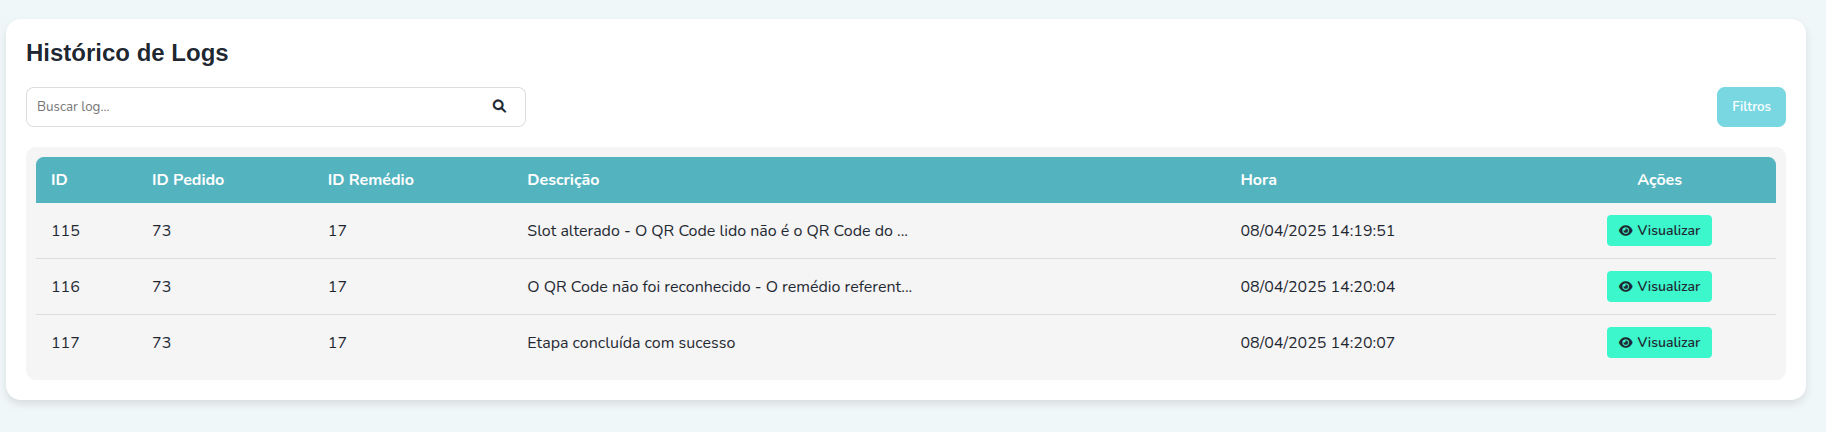 Histórico de Logs
Buscar log...
Filtros
ID ID Pedido ID Remédio Descrição Hora Ações
115 73 17 Slot alterado - O QR Code lido não é o QR Code do ... 08/04/2025 14:19:51 Visualizar
116 73 17 O QR Code não foi reconhecido - O remédio referent... 08/04/2025 14:20:04 Visualizar
117 73 17 Etapa concluída com sucesso 08/04/2025 14:20:07 Visualizar